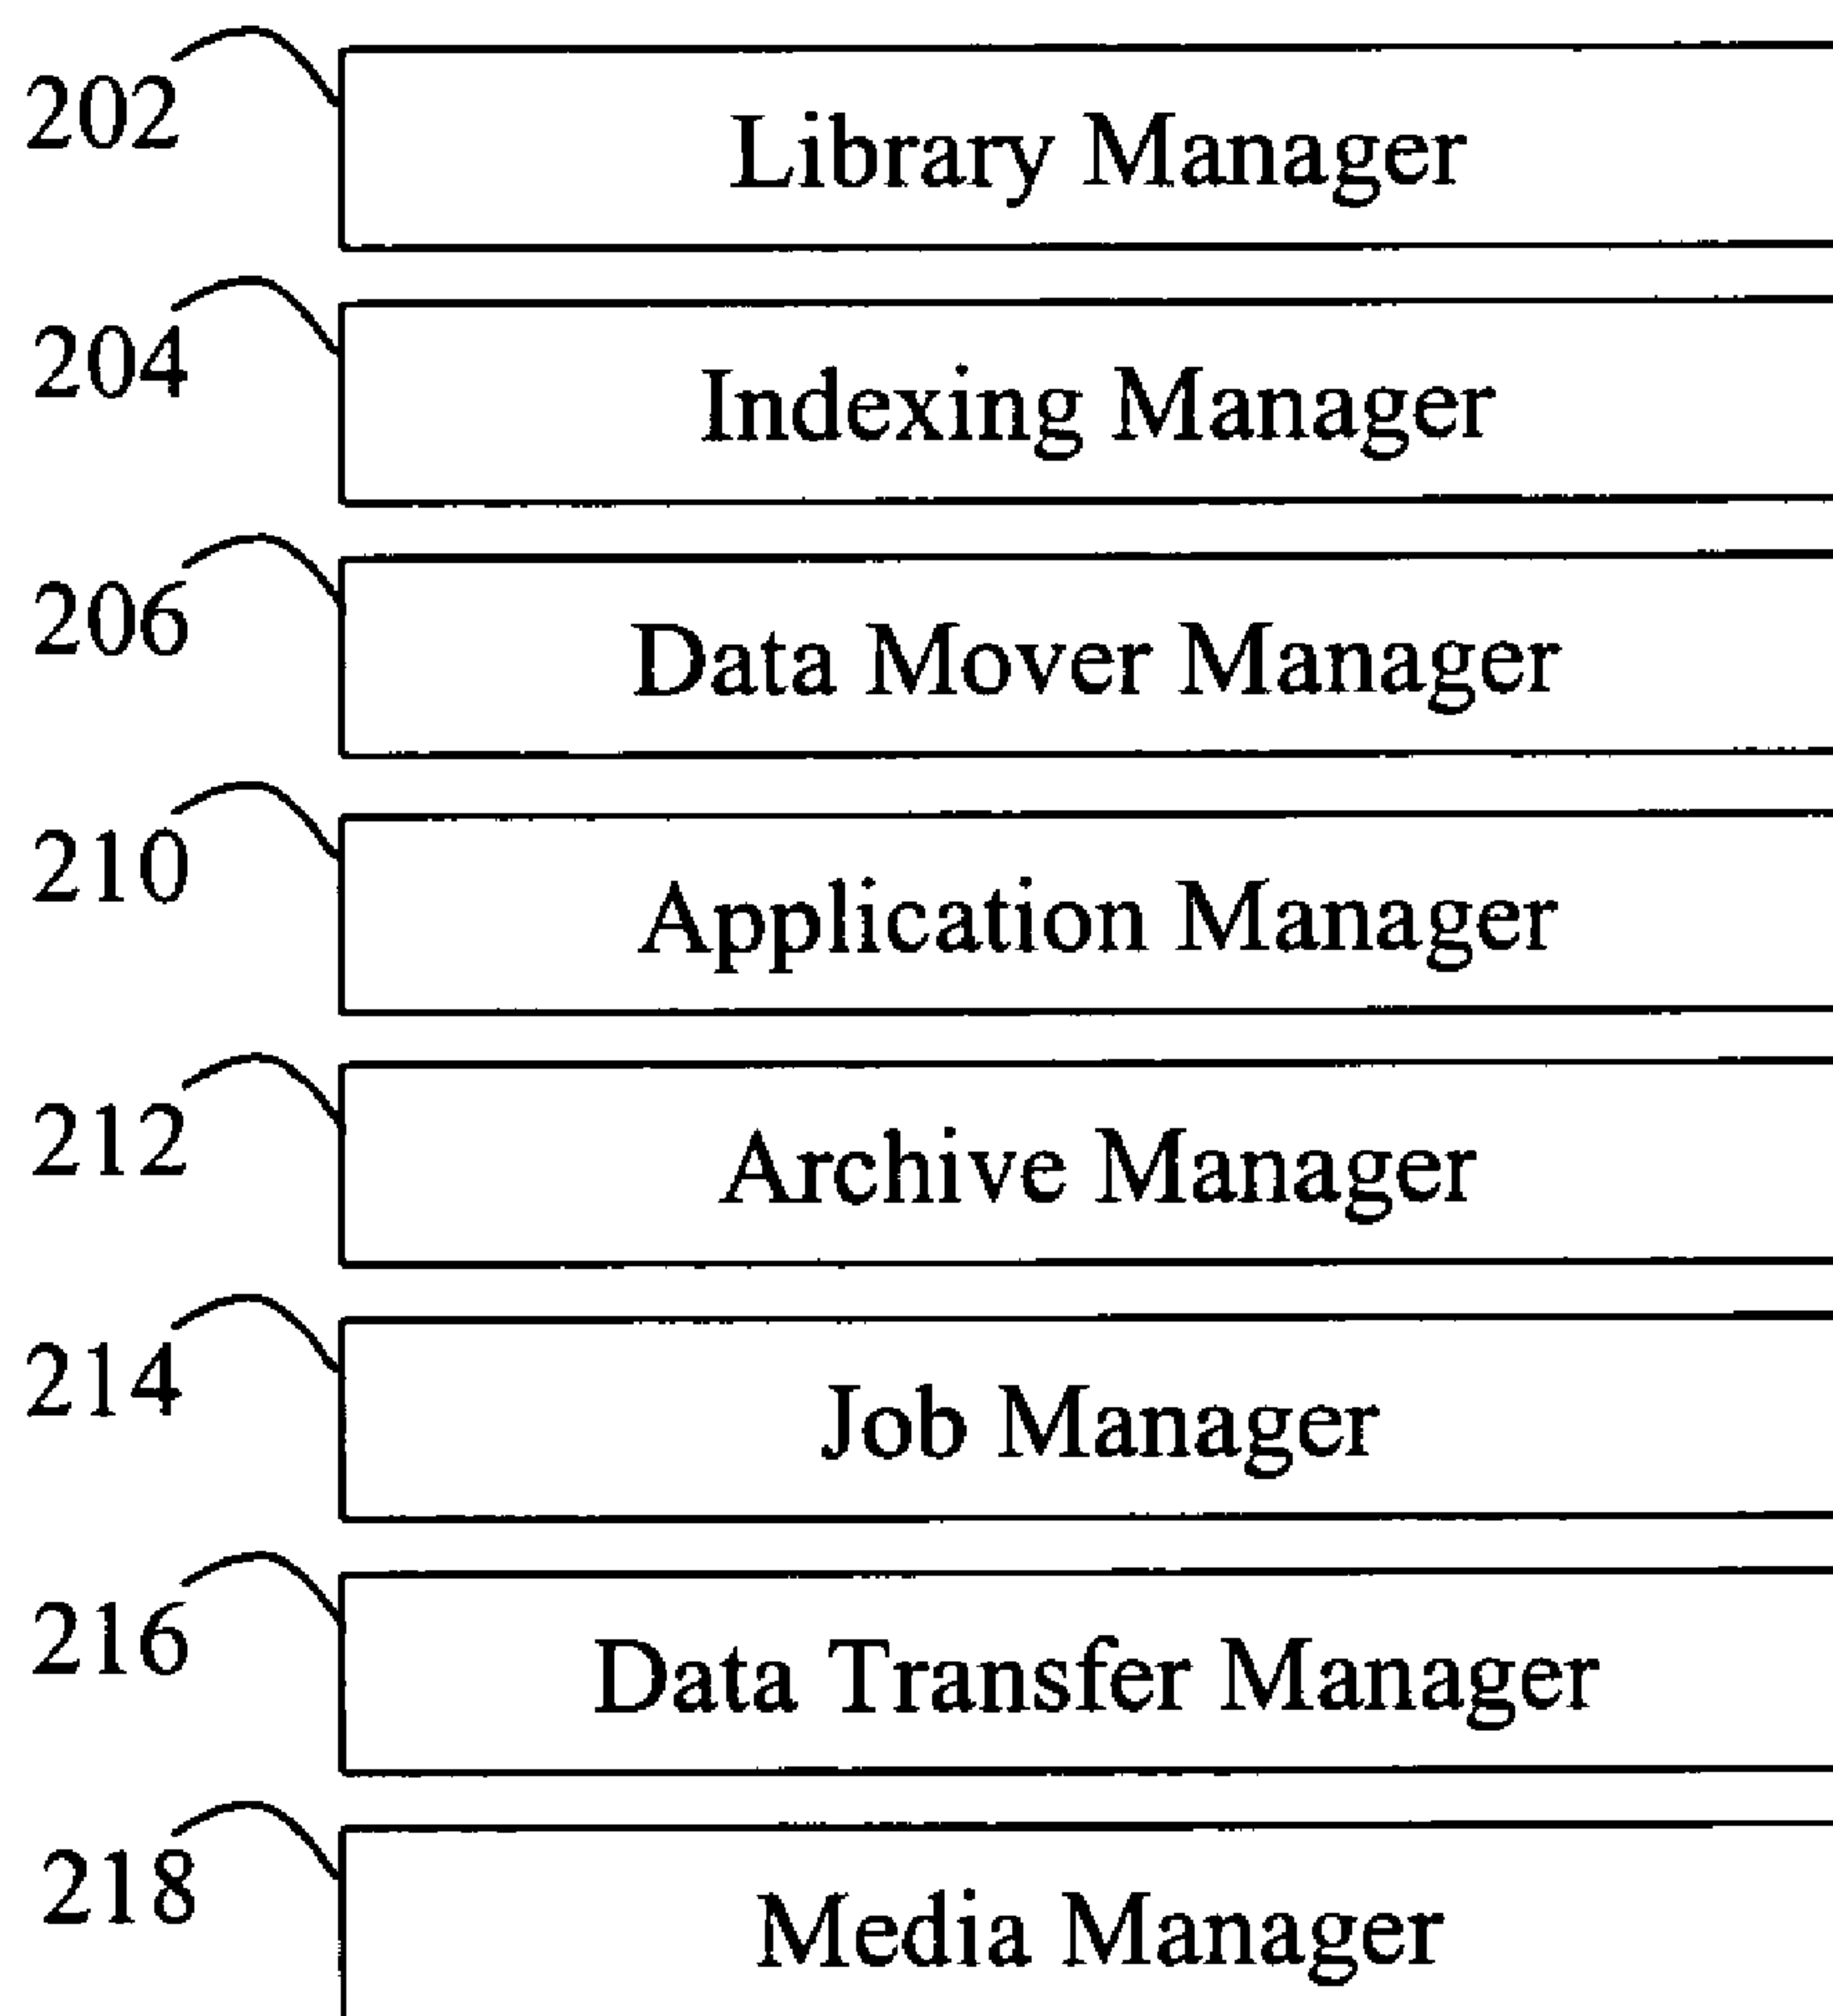 202 Library Manager
204 Indexing Manager
206 Data Mover Manager
210 Application Manager
212 Archive Manager
214 Job Manager
216 Data Transfer Manager
218 Media Manager